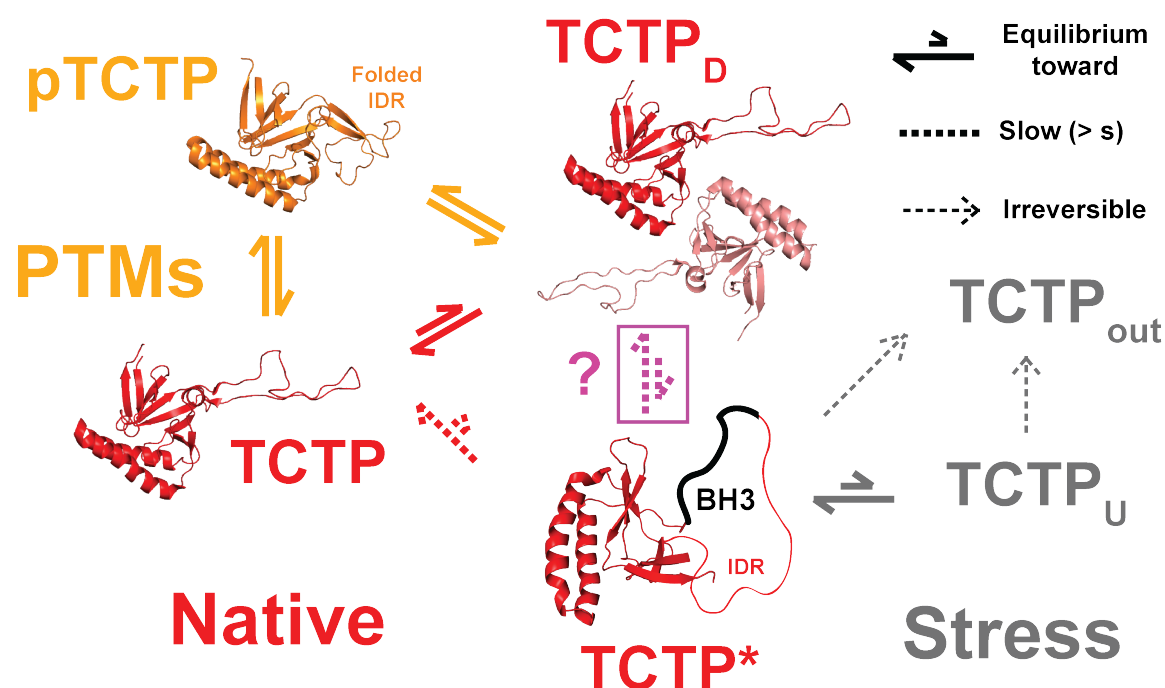 pTCTP
Folded
IDR
TCTP D
Equilibrium
toward
Slow (> s)
Irreversible
PTMs
TCTP out
?
TCTP
BH3
IDR
TCTP U
Native
TCTP*
Stress